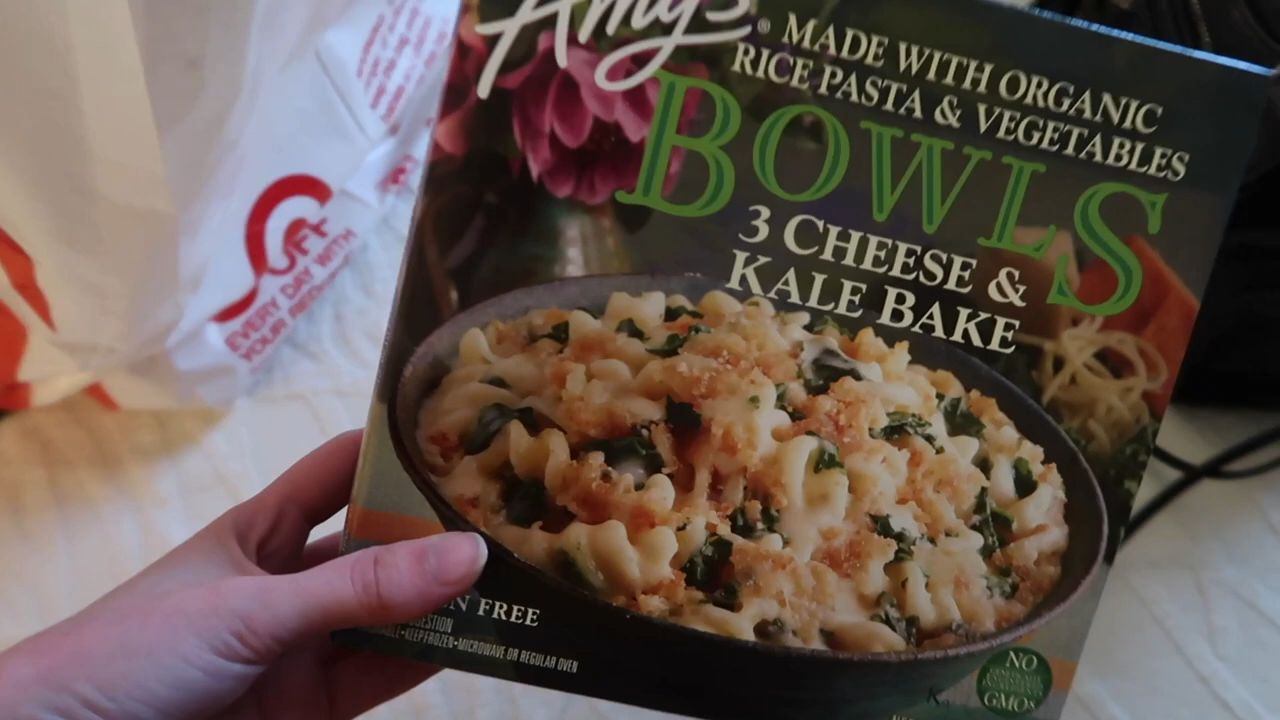 Amy's®
MADE WITH ORGANIC
RICE PASTA & VEGETABLES
BOWLS
3 CHEESE &
KALE BAKE
FREE
KEEP FROZEN•MICROWAVE OR REGULAR OVEN
NO
GMOs
OFF
EVERY DAY WITH
YOUR